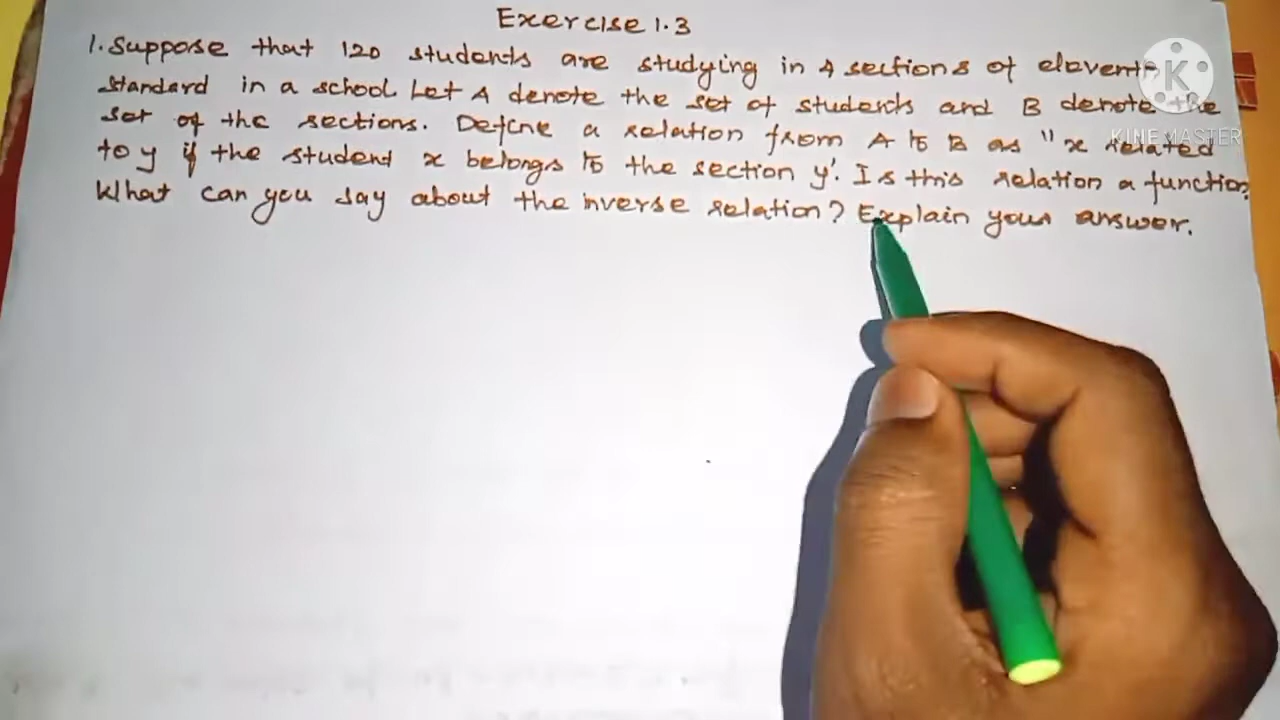 Exercise 1.3
1. Suppose that 120 students are studying in 4 sections of eleventh
standard in a school Let A denote the set of students and B denote the
set of the sections. Define a relation from A to B as "x related
to y if the student x belongs to the section y". Is this relation a function?
What can you say about the inverse relation? Explain your answer.
K
KINEMASTER